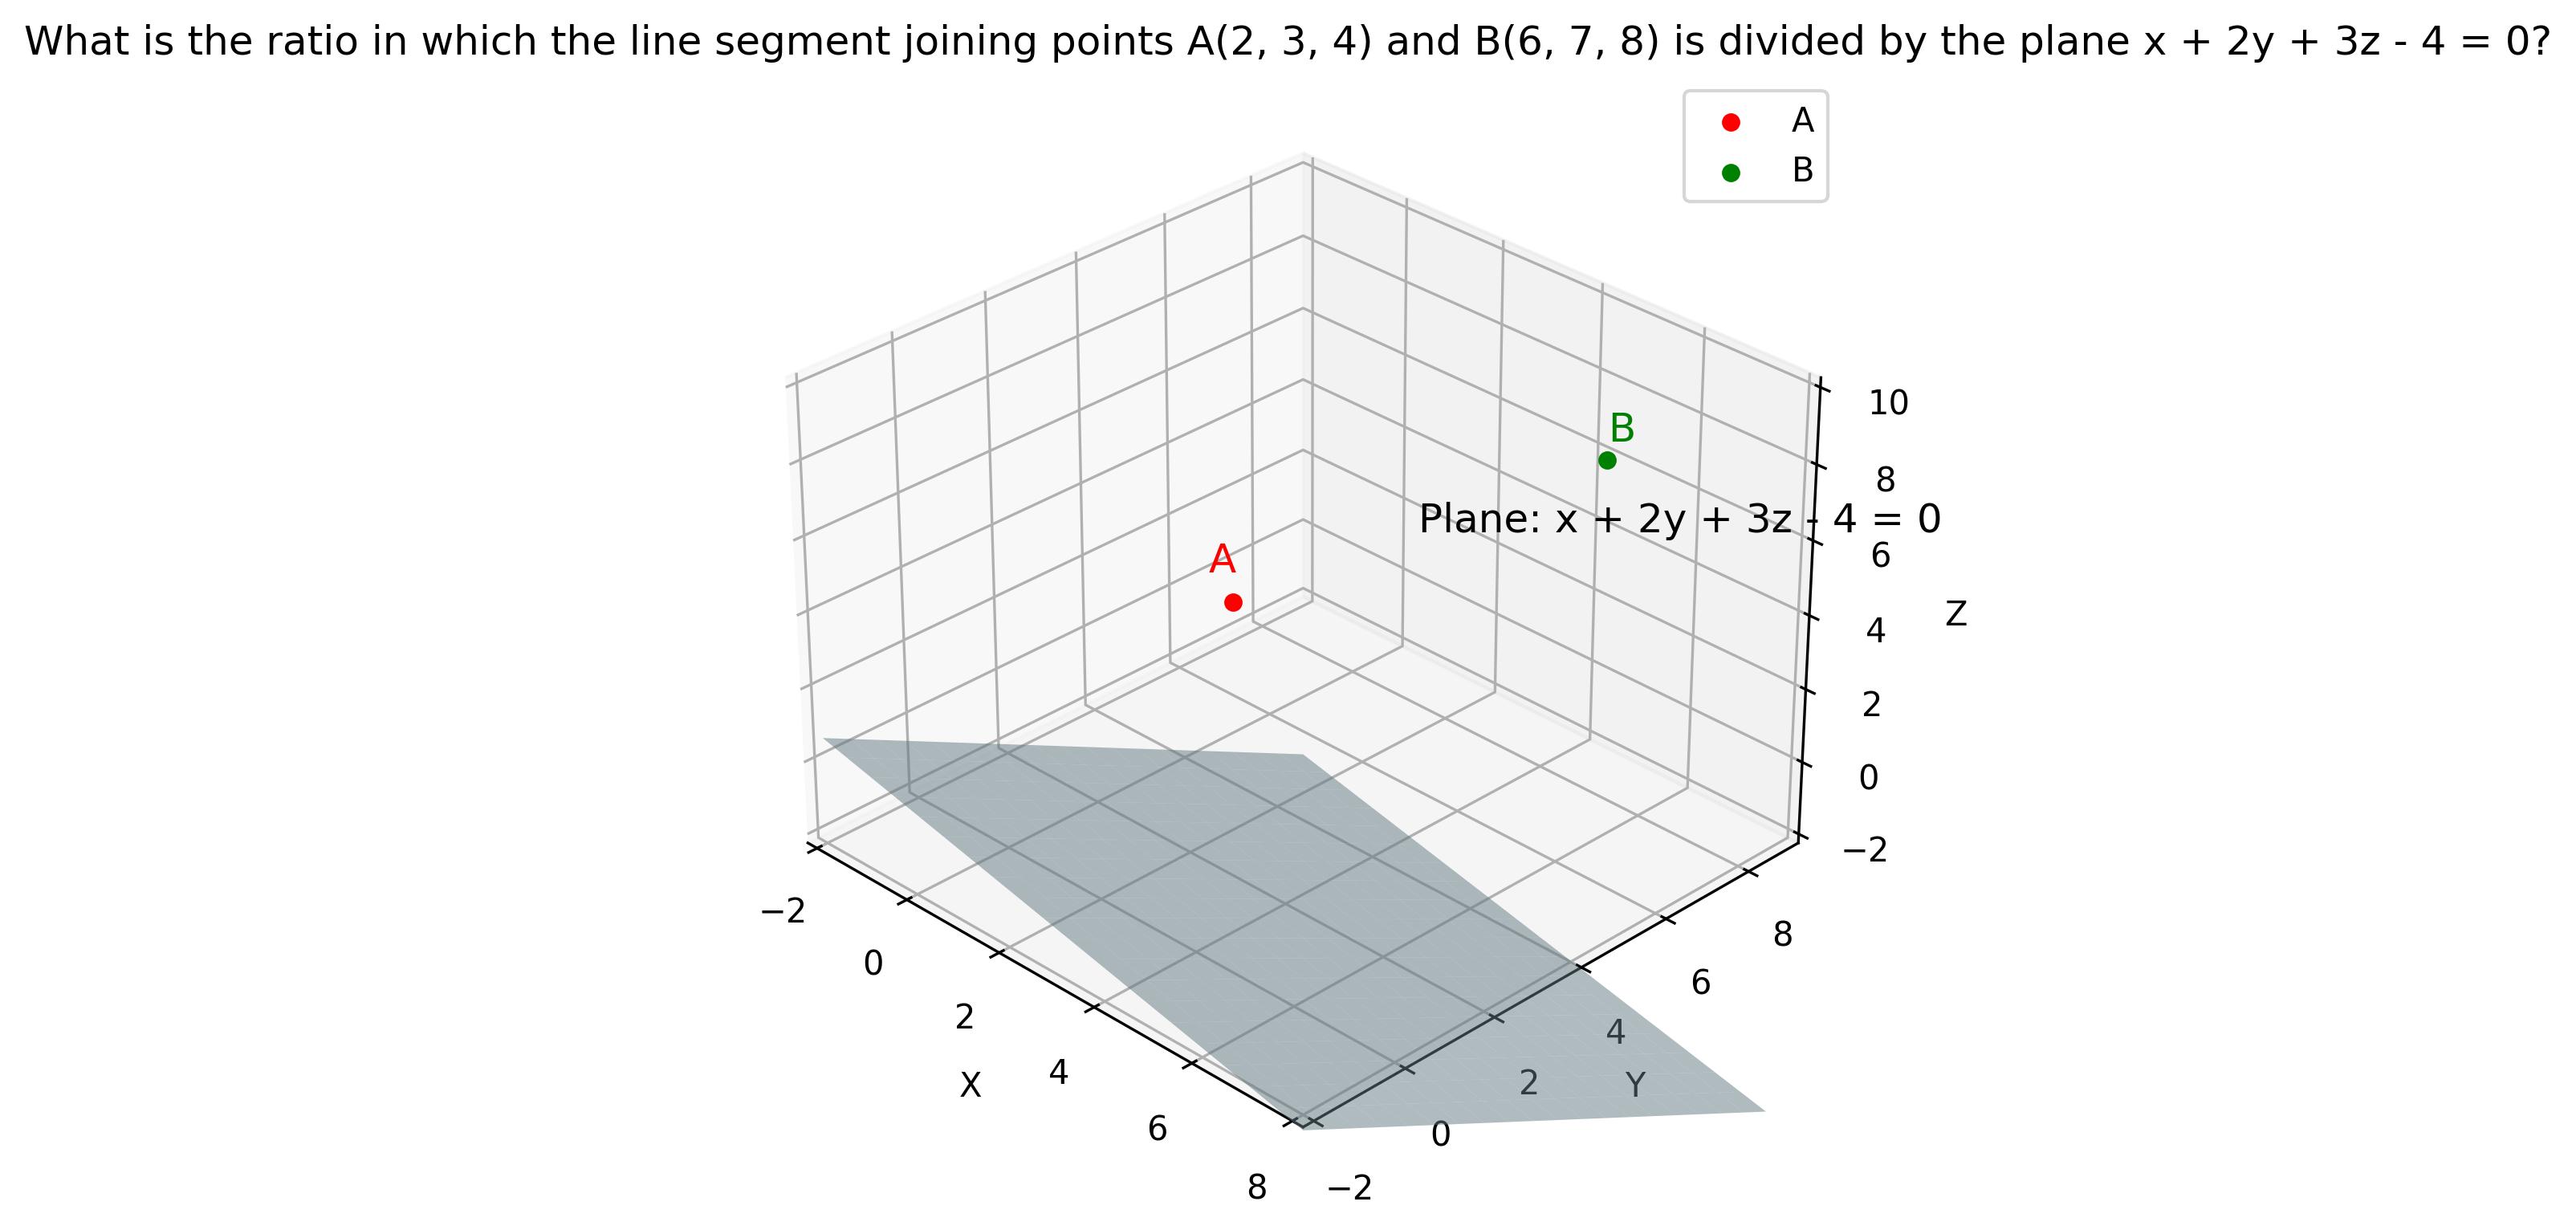 What is the ratio in which the line segment joining points A(2, 3, 4) and B(6, 7, 8) is divided by the plane x + 2y + 3z - 4 = 0?
A
B
10
B
8
Plane: x + 2y + 3z - 4 = 0
6
A
Z
4
2
0
−2
−2
8
0
6
2
4
4
2
X
Y
6
0
8
−2